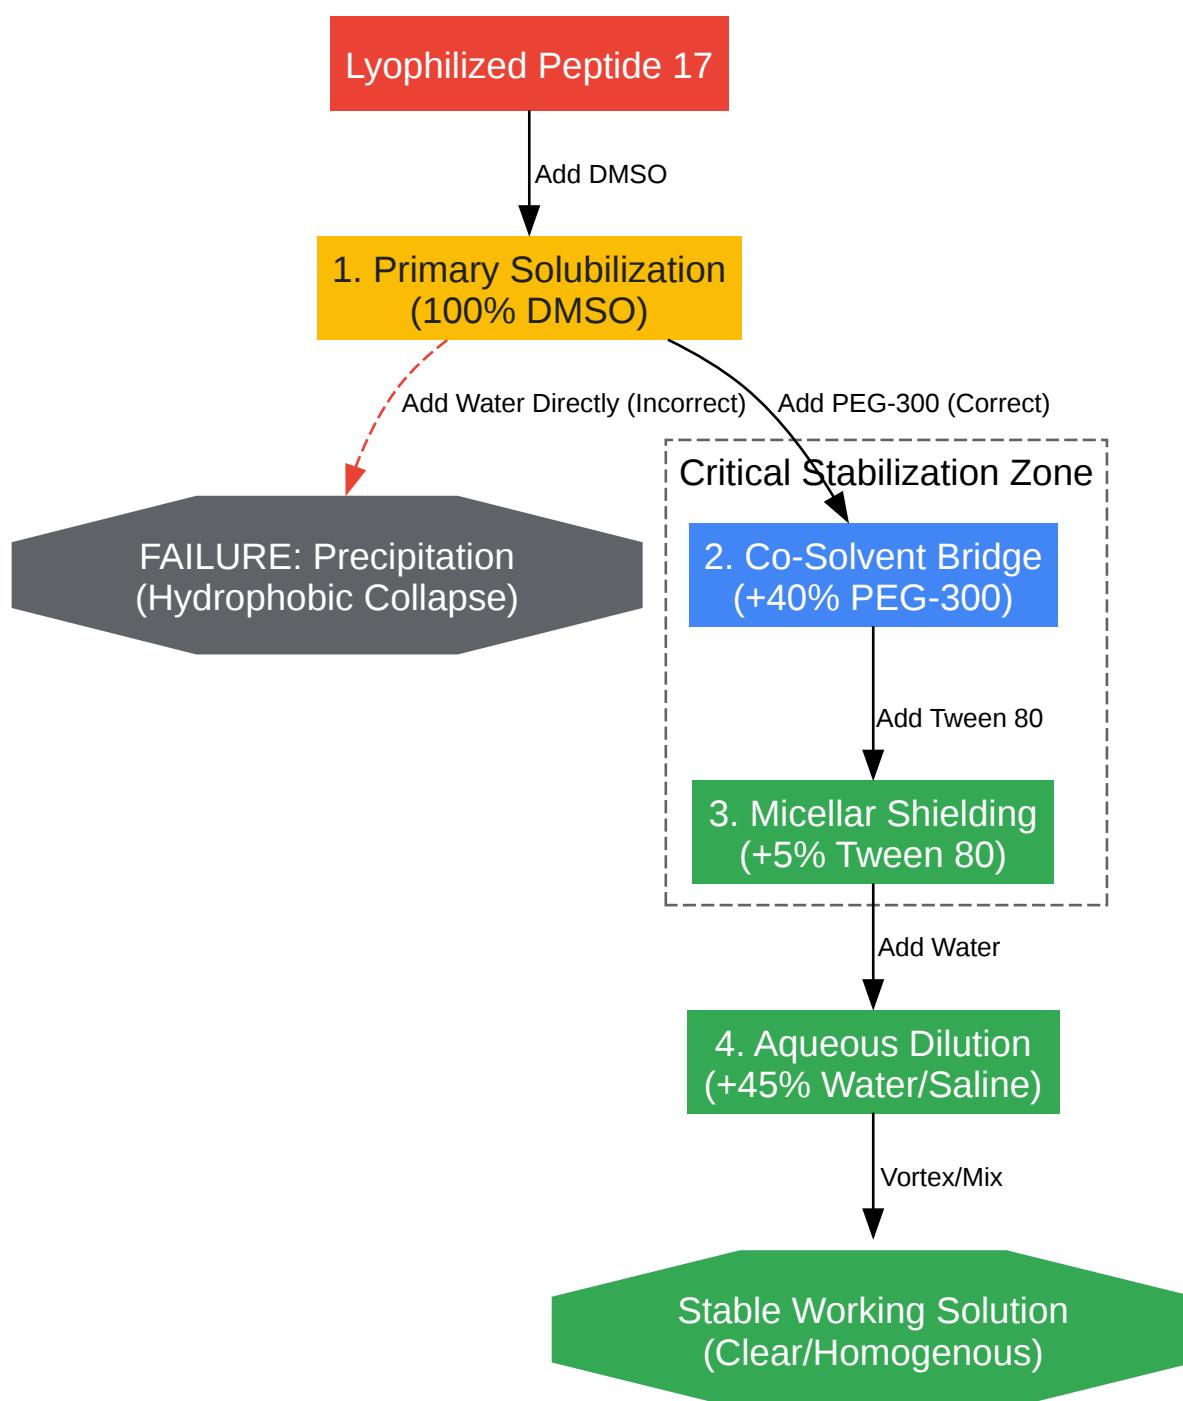 Lyophilized Peptide 17
Add DMSO
1. Primary Solubilization
(100% DMSO)
Add Water Directly (Incorrect)
Add PEG-300 (Correct)
Critical Stabilization Zone
FAILURE: Precipitation
(Hydrophobic Collapse)
2. Co-Solvent Bridge
(+40% PEG-300)
Add Tween 80
3. Micellar Shielding
(+5% Tween 80)
Add Water
4. Aqueous Dilution
(+45% Water/Saline)
Vortex/Mix
Stable Working Solution
(Clear/Homogenous)